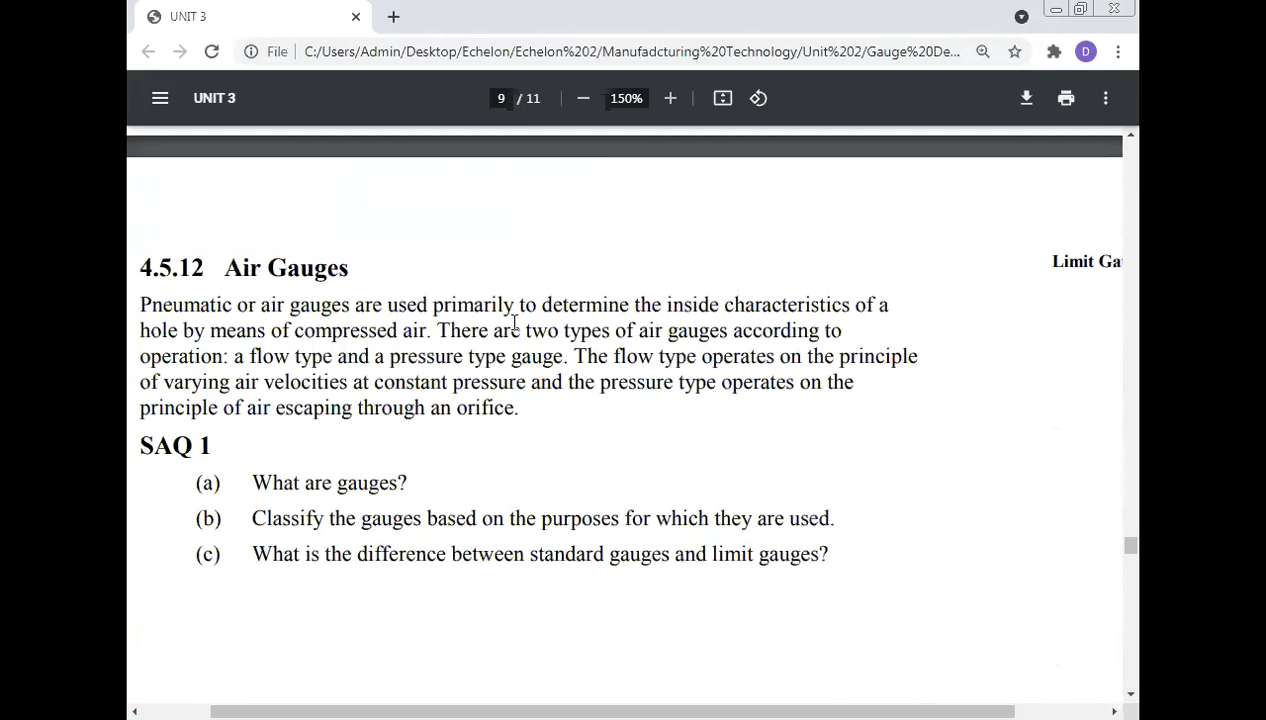 UNIT 3
File
C:/Users/Admin/Desktop/Echelon/Echelon%202/Manufadcturing%20Technology/Unit%202/Gauge%20De...
D
UNIT 3
9 / 11
150%
4.5.12 Air Gauges
Limit Ga
Pneumatic or air gauges are used primarily to determine the inside characteristics of a
hole by means of compressed air. There are two types of air gauges according to
operation: a flow type and a pressure type gauge. The flow type operates on the principle
of varying air velocities at constant pressure and the pressure type operates on the
principle of air escaping through an orifice.
SAQ 1
(a) What are gauges?
(b) Classify the gauges based on the purposes for which they are used.
(c) What is the difference between standard gauges and limit gauges?